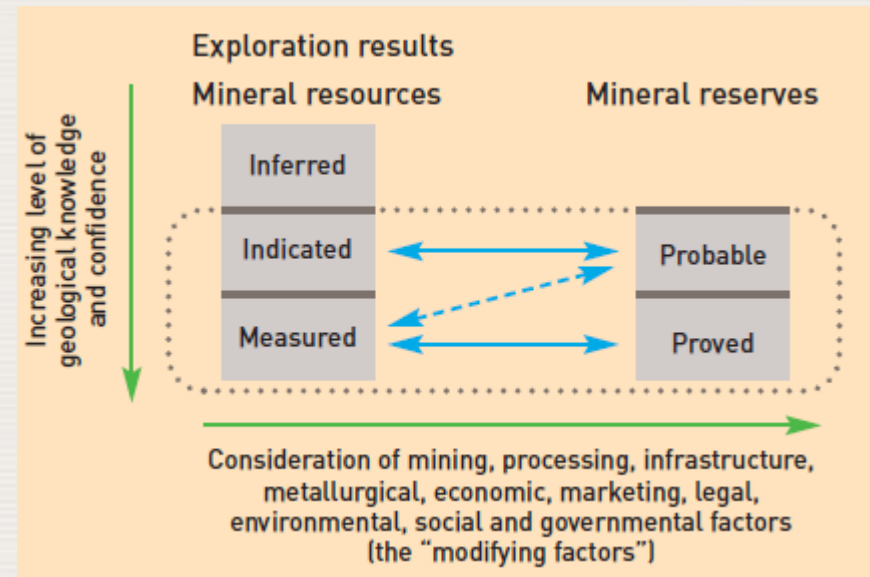 Exploration results
Mineral resources
Mineral reserves
Increasing level of
geological knowledge
and confidence
Inferred
Indicated
Measured
Probable
Proved
Consideration of mining, processing, infrastructure,
metallurgical, economic, marketing, legal,
environmental, social and governmental factors
(the “modifying factors”)